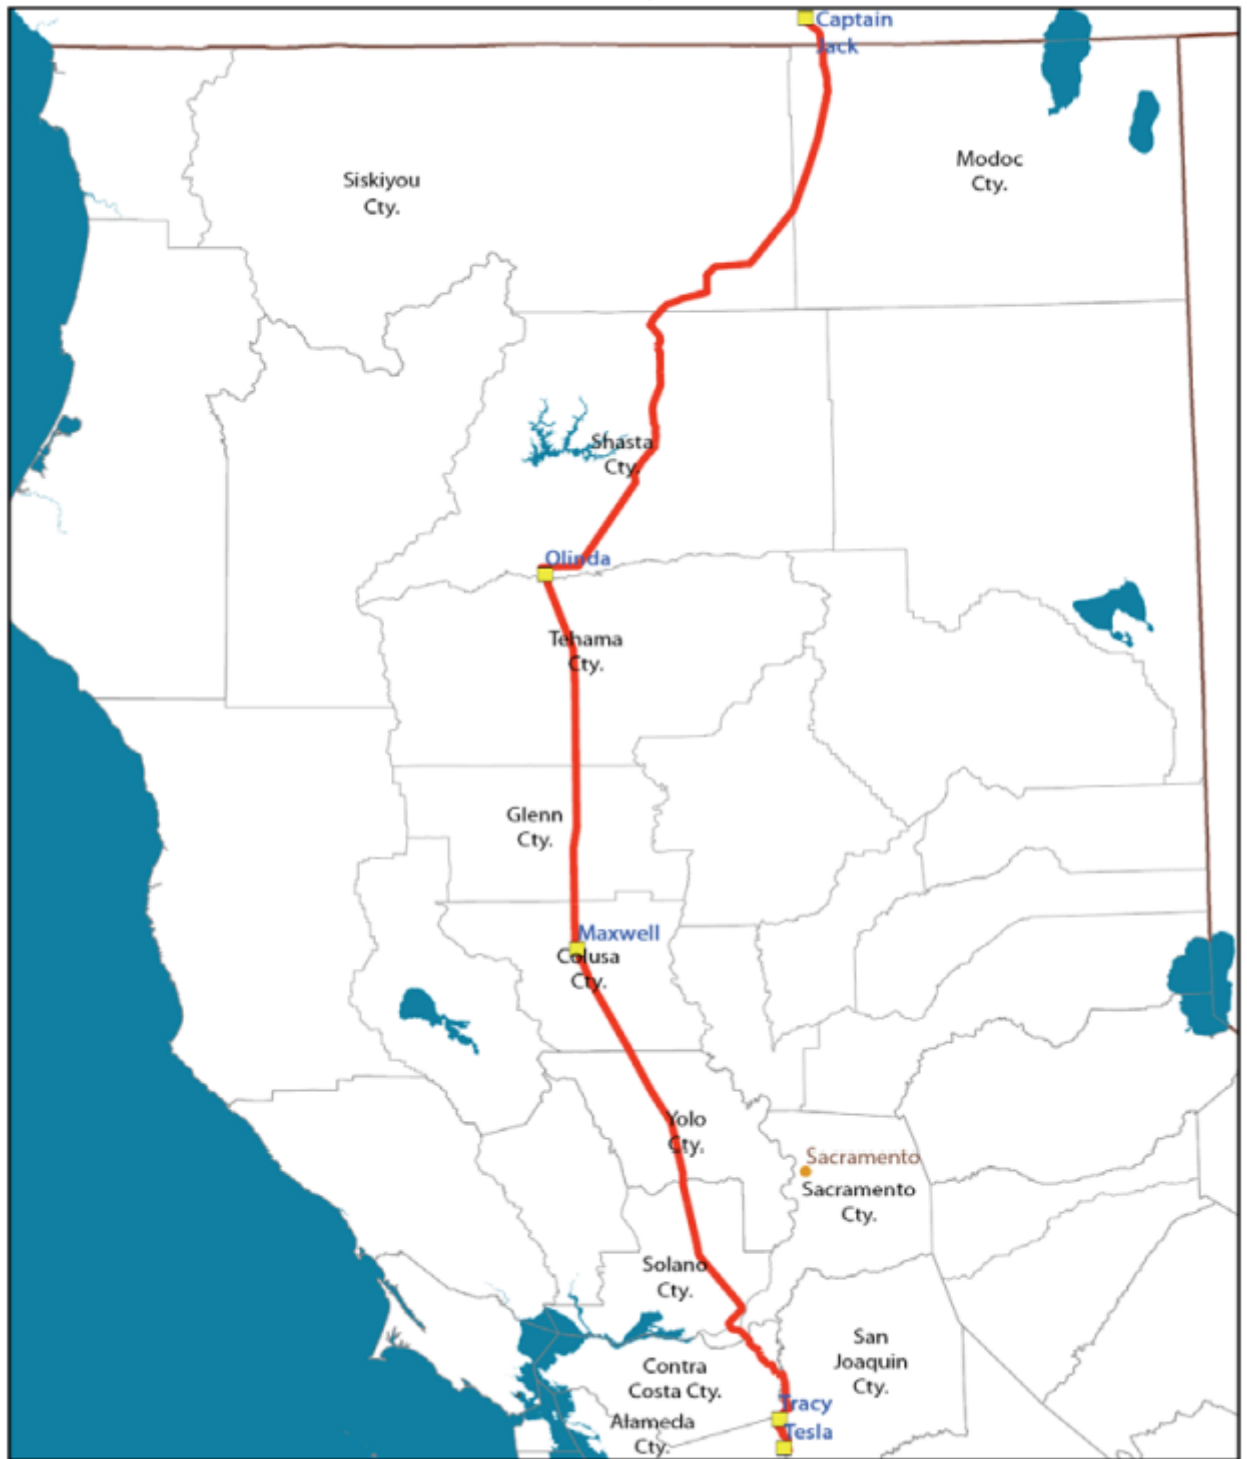 Captain
Jack
Modoc
Cty.
Siskiyou
Cty.
Shasta
Cty.
Olinda
Tehama
Cty.
Glenn
Cty.
Maxwell
Colusa
Cty.
Yolo
Cty.
Sacramento
Sacramento
Cty.
Solano
Cty.
San
Joaquin
Cty.
Contra
Costa Cty.
Tracy
Alameda
Cty.
Tesla